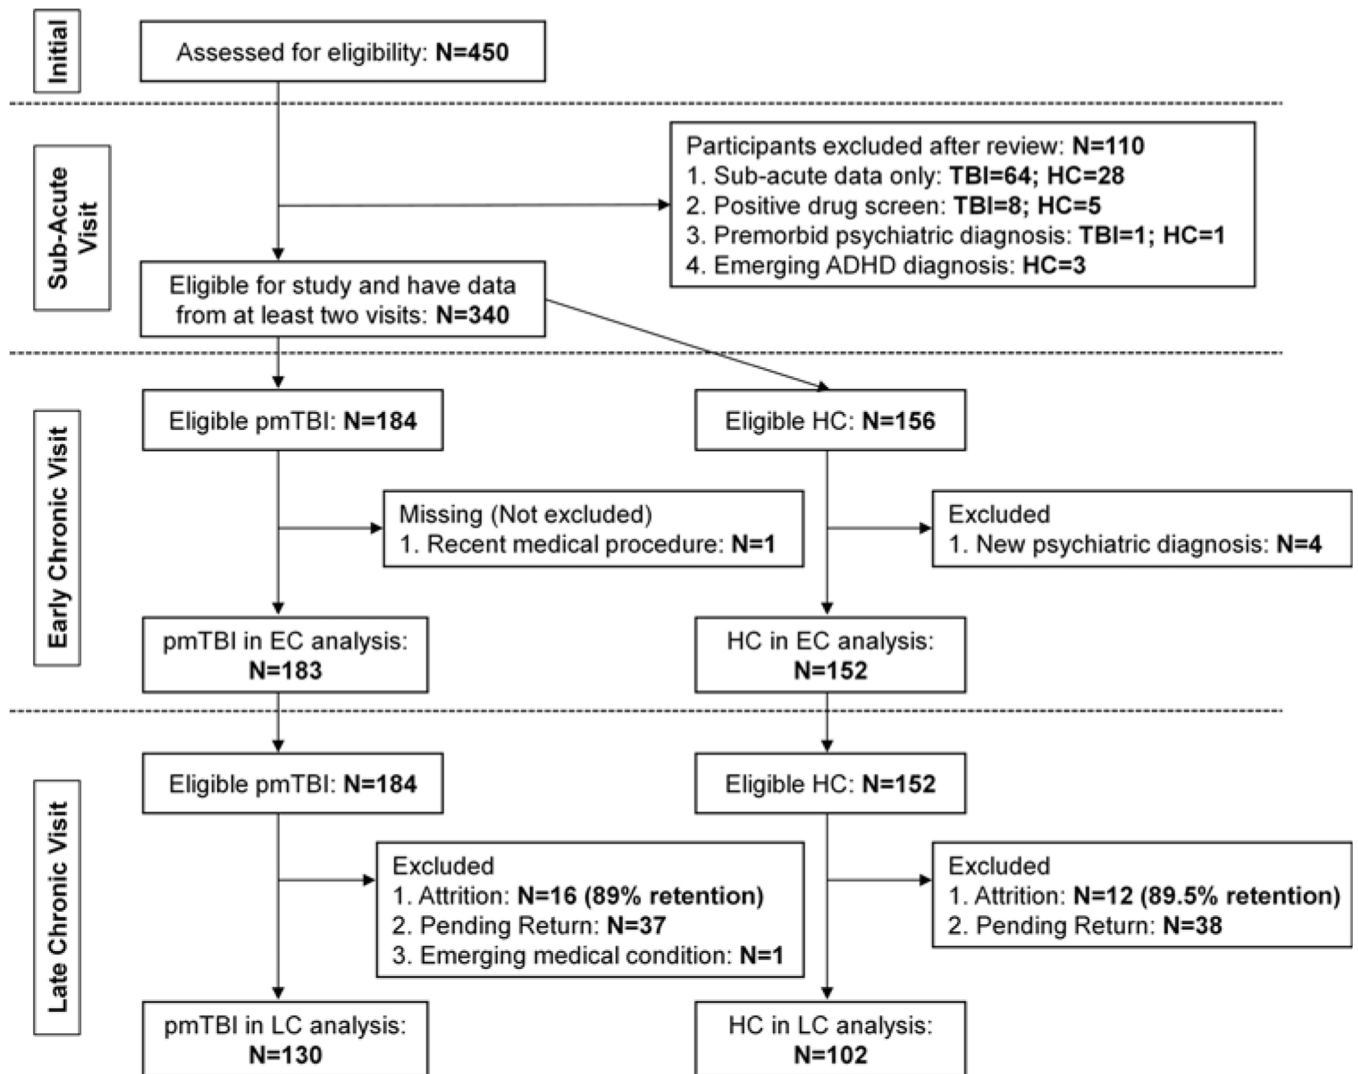 Initial
Assessed for eligibility: N=450
Sub-Acute
Visit
Participants excluded after review: N=110
1. Sub-acute data only: TBI=64; HC=28
2. Positive drug screen: TBI=8; HC=5
3. Premorbid psychiatric diagnosis: TBI=1; HC=1
4. Emerging ADHD diagnosis: HC=3
Eligible for study and have data
from at least two visits: N=340
Early Chronic Visit
Eligible pmTBI: N=184
Eligible HC: N=156
Missing (Not excluded)
1. Recent medical procedure: N=1
Excluded
1. New psychiatric diagnosis: N=4
pmTBI in EC analysis:
N=183
HC in EC analysis:
N=152
Late Chronic Visit
Eligible pmTBI: N=184
Eligible HC: N=152
Excluded
1. Attrition: N=16 (89% retention)
2. Pending Return: N=37
3. Emerging medical condition: N=1
Excluded
1. Attrition: N=12 (89.5% retention)
2. Pending Return: N=38
pmTBI in LC analysis:
N=130
HC in LC analysis:
N=102